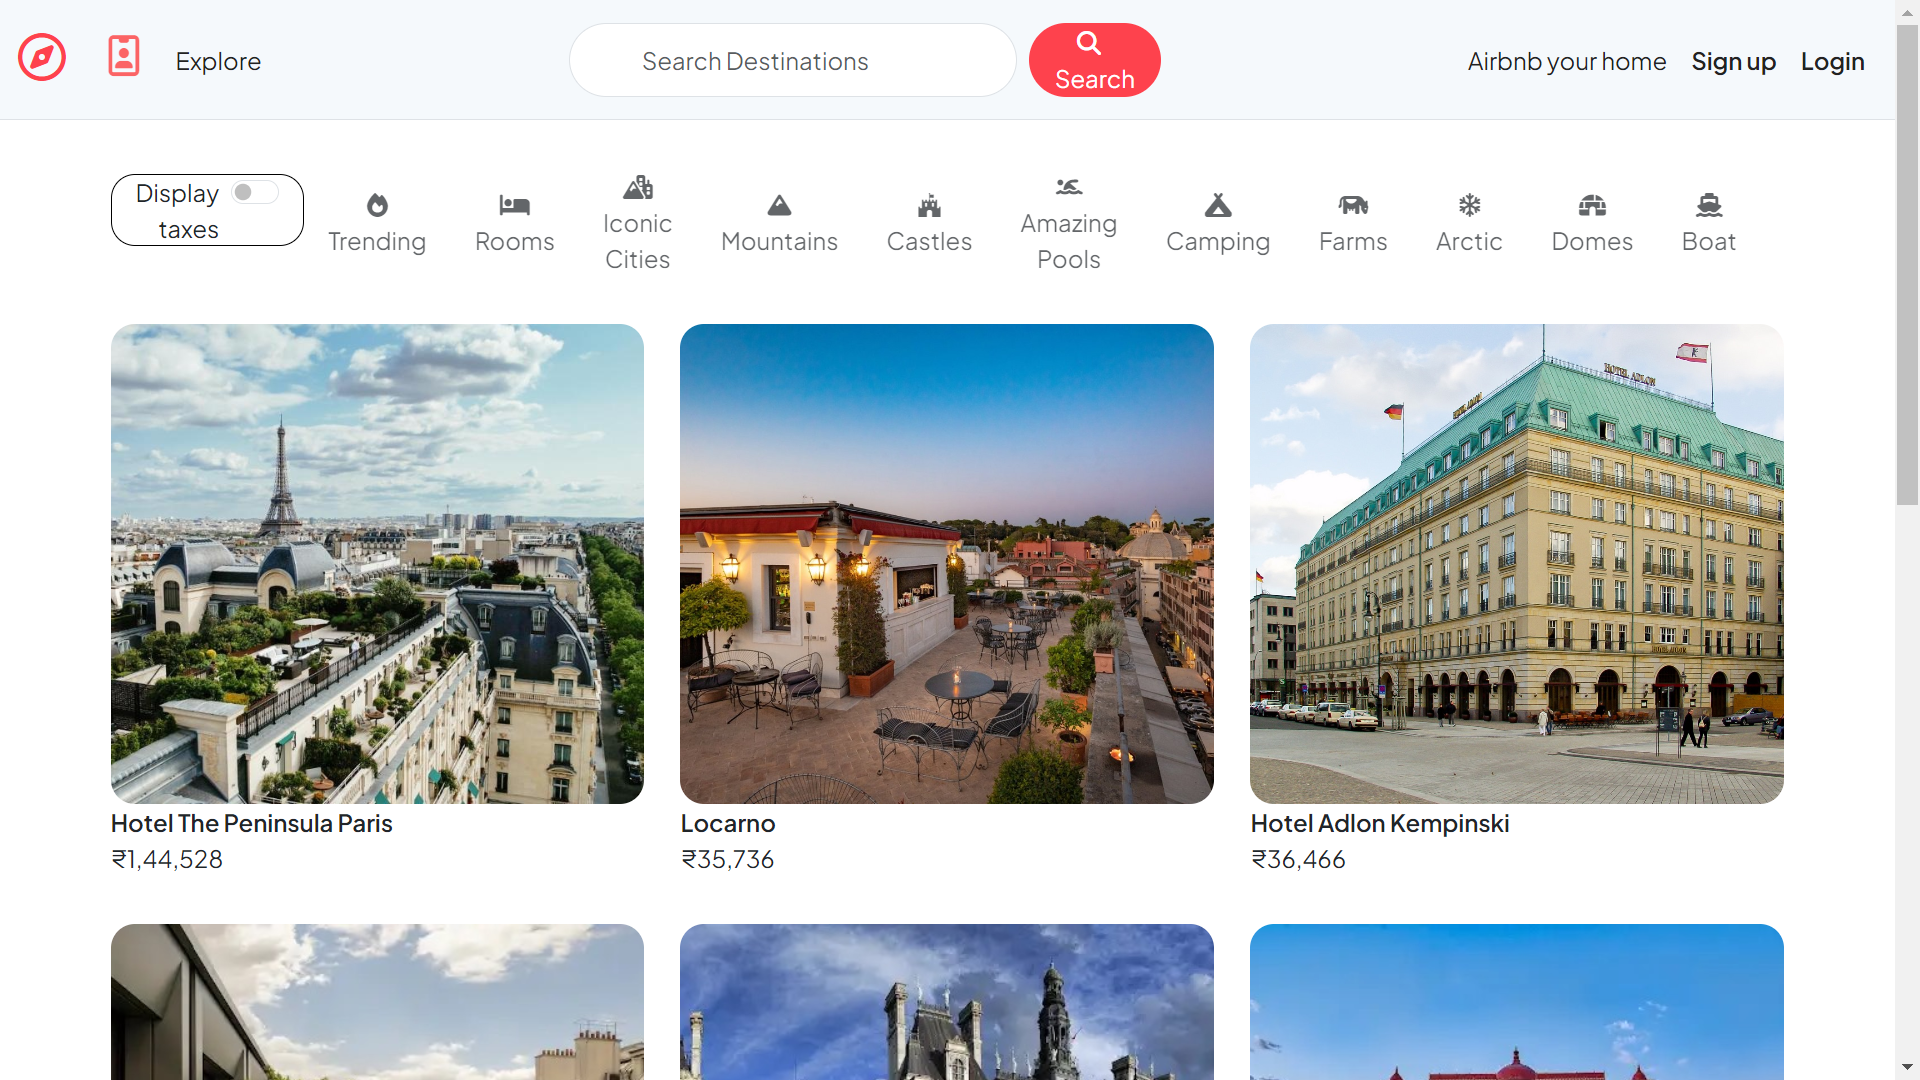 Explore
Search Destinations
Search
Airbnb your home
Sign up
Login
Display
taxes
Trending
Rooms
Iconic
Cities
Mountains
Castles
Amazing
Pools
Camping
Farms
Arctic
Domes
Boat
HOTEL ADLON
Hotel The Peninsula Paris
₹1,44,528
Locarno
₹35,736
Hotel Adlon Kempinski
₹36,466